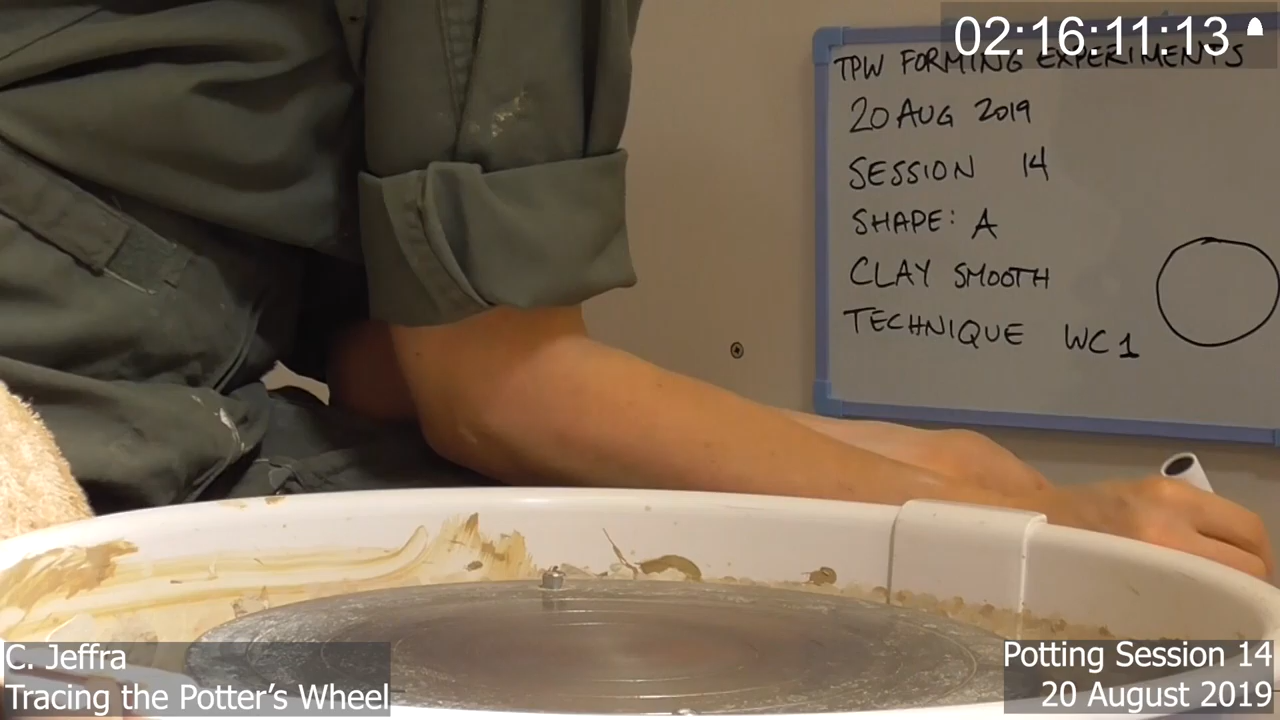 02:16:11:13
TPW FORMING EXPERIMENTS
20 AUG 2019
SESSION 14
SHAPE: A
CLAY SMOOTH
TECHNIQUE WC1
C. Jeffra
Tracing the Potter's Wheel
Potting Session 14
20 August 2019